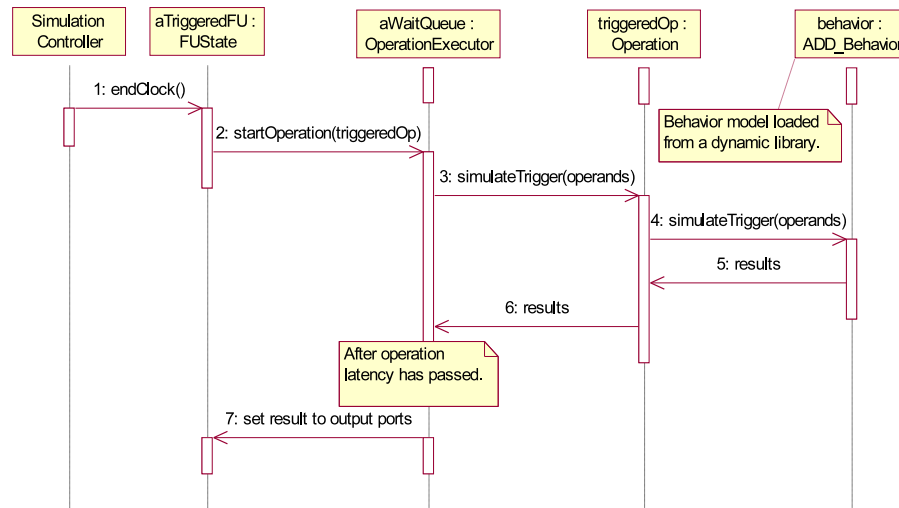 Simulation
Controller
aTriggeredFU :
FUState
aWaitQueue :
OperationExecutor
triggeredOp :
Operation
behavior :
ADD_Behavior
1: endClock()
Behavior model loaded
from a dynamic library.
2: startOperation(triggeredOp)
3: simulateTrigger(operands)
4: simulateTrigger(operands)
5: results
6: results
After operation
latency has passed.
7: set result to output ports